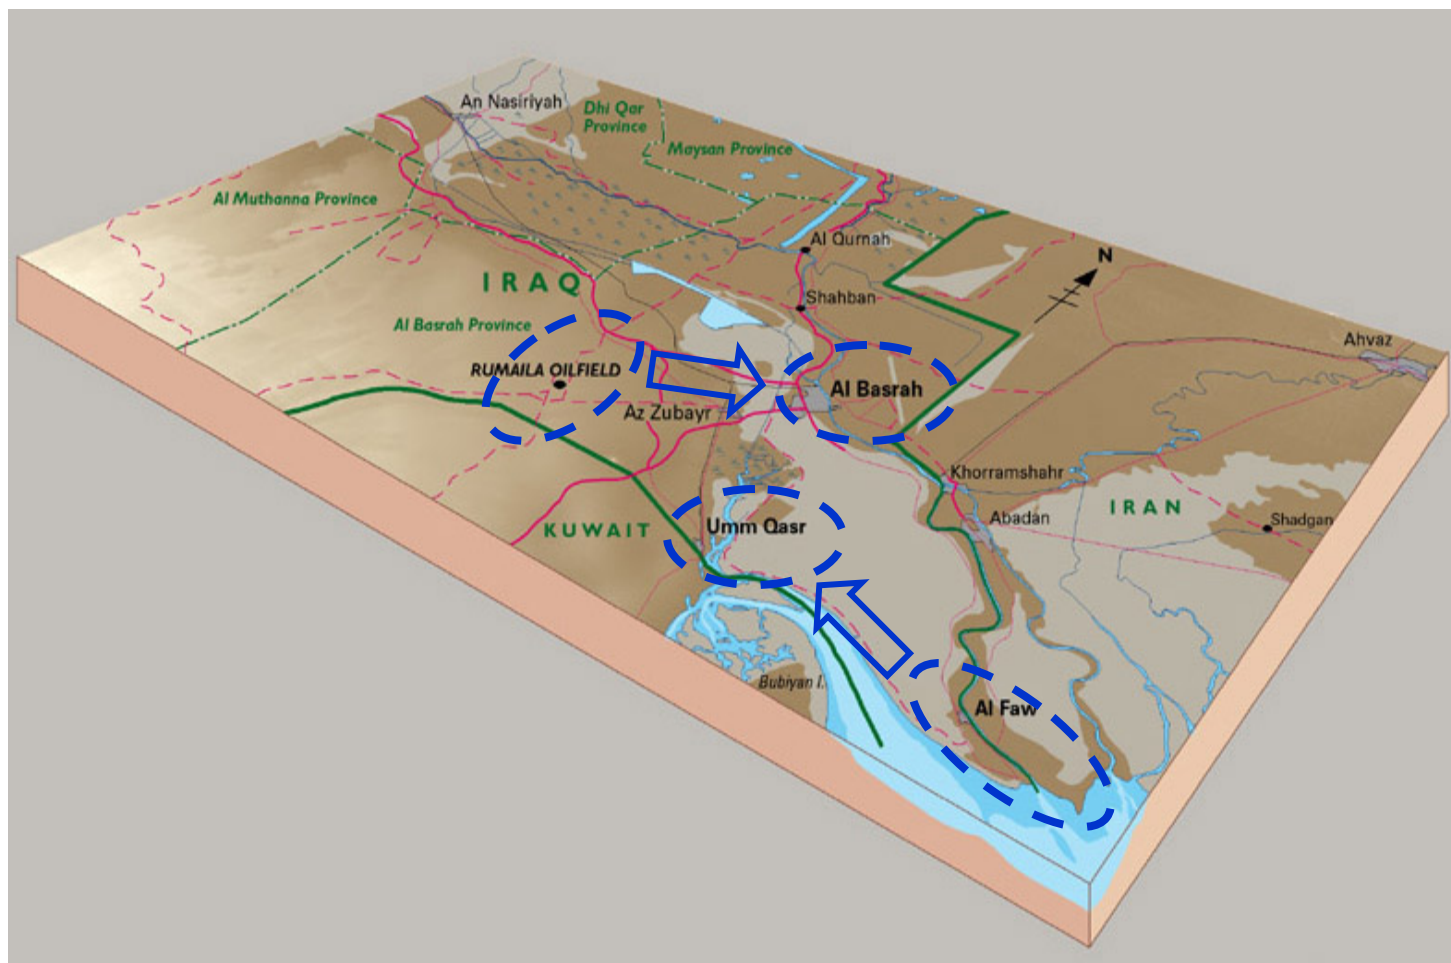 An Nasiriyah
Dhi Qar
Province
Maysan Province
Al Muthanna Province
Al Qurnah
N
IRAQ
Shahban
Al Basrah Province
Ahvaz
RUMAILA OILFIELD
Al Basrah
Az Zubayr
Khorramshahr
IRAN
Abadan
Shadgan
KUWAIT
Umm Qasr
Bubiyan I.
Al Faw